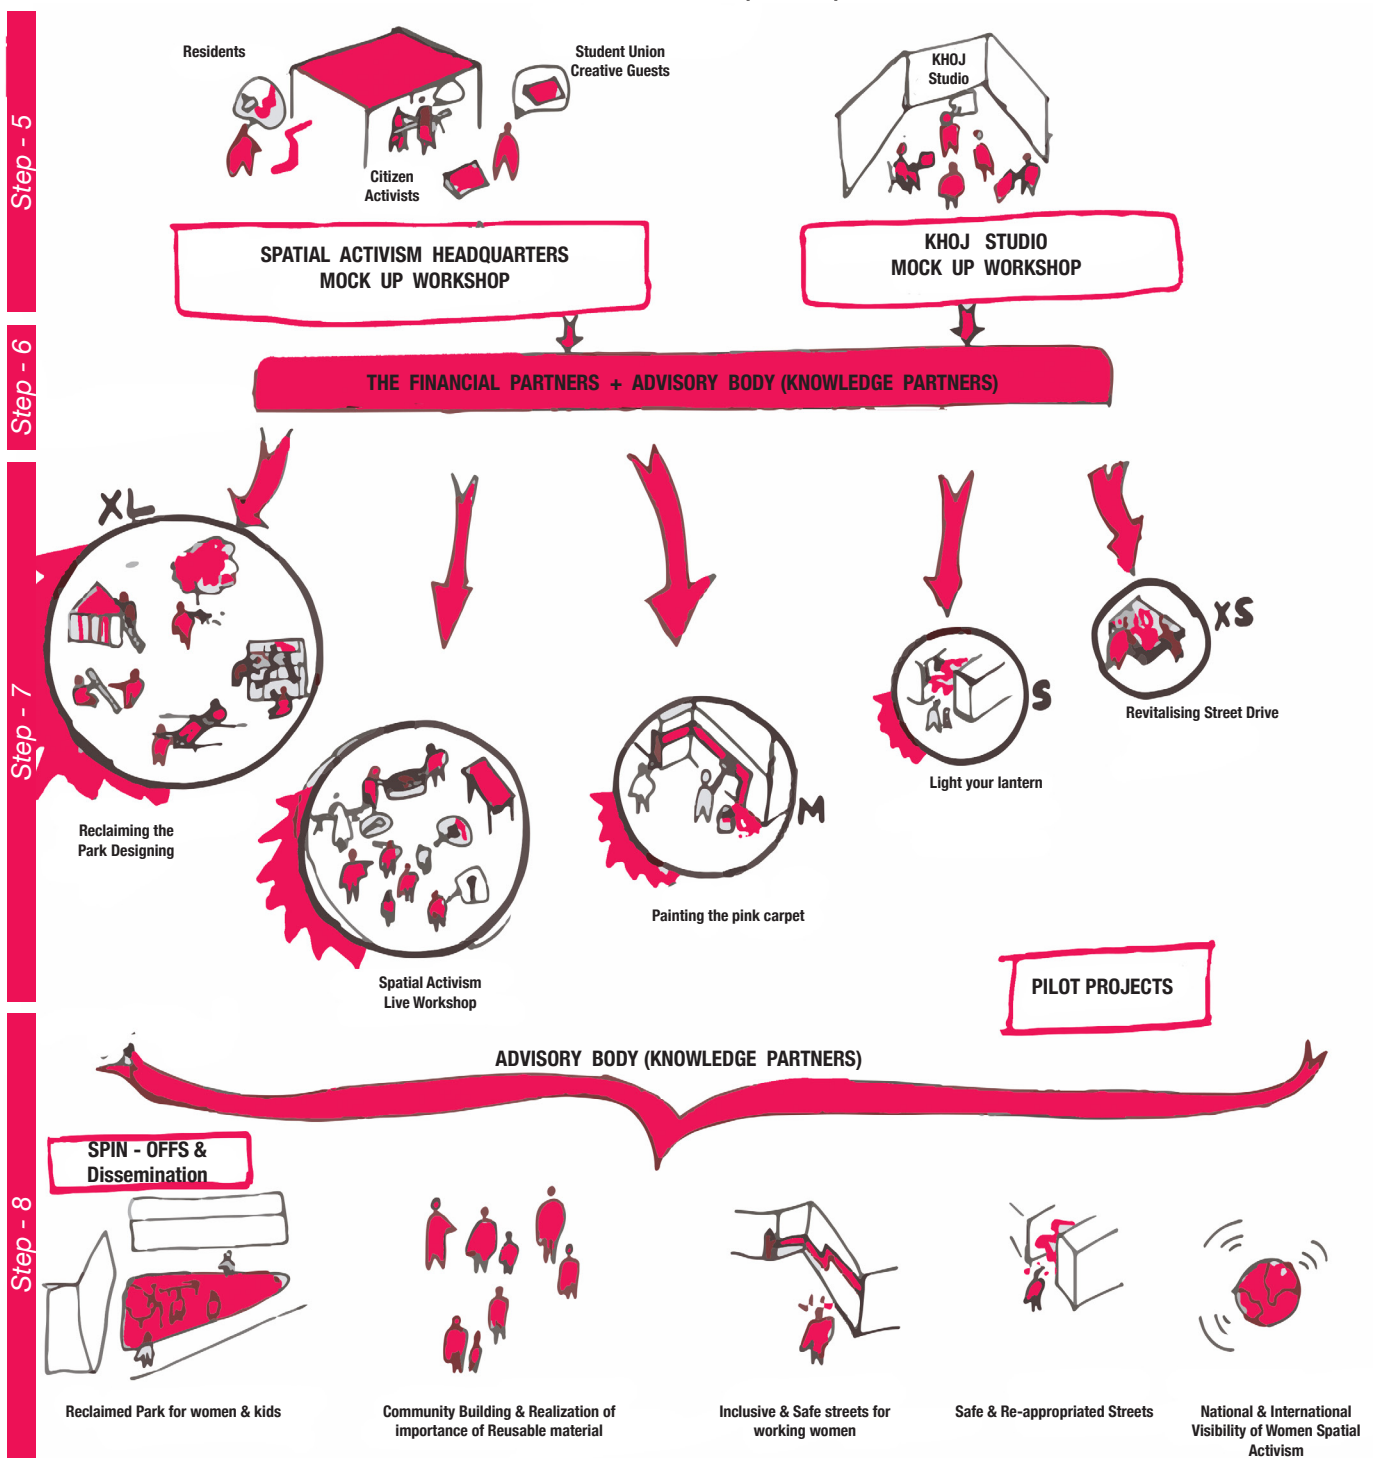 Step - 5
Residents
Student Union
Creative Guests
Citizen
Activists
KHOJ
Studio
SPATIAL ACTIVISM HEADQUARTERS
MOCK UP WORKSHOP
KHOJ STUDIO
MOCK UP WORKSHOP
Step - 6
THE FINANCIAL PARTNERS + ADVISORY BODY (KNOWLEDGE PARTNERS)
Step - 7
XL
Reclaiming the
Park Designing
Spatial Activism
Live Workshop
M
Painting the pink carpet
S
Light your lantern
XS
Revitalising Street Drive
PILOT PROJECTS
Step - 8
ADVISORY BODY (KNOWLEDGE PARTNERS)
SPIN - OFFS &
Dissemination
Reclaimed Park for women & kids
Community Building & Realization of
importance of Reusable material
Inclusive & Safe streets for
working women
Safe & Re-appropriated Streets
National & International
Visibility of Women Spatial
Activism